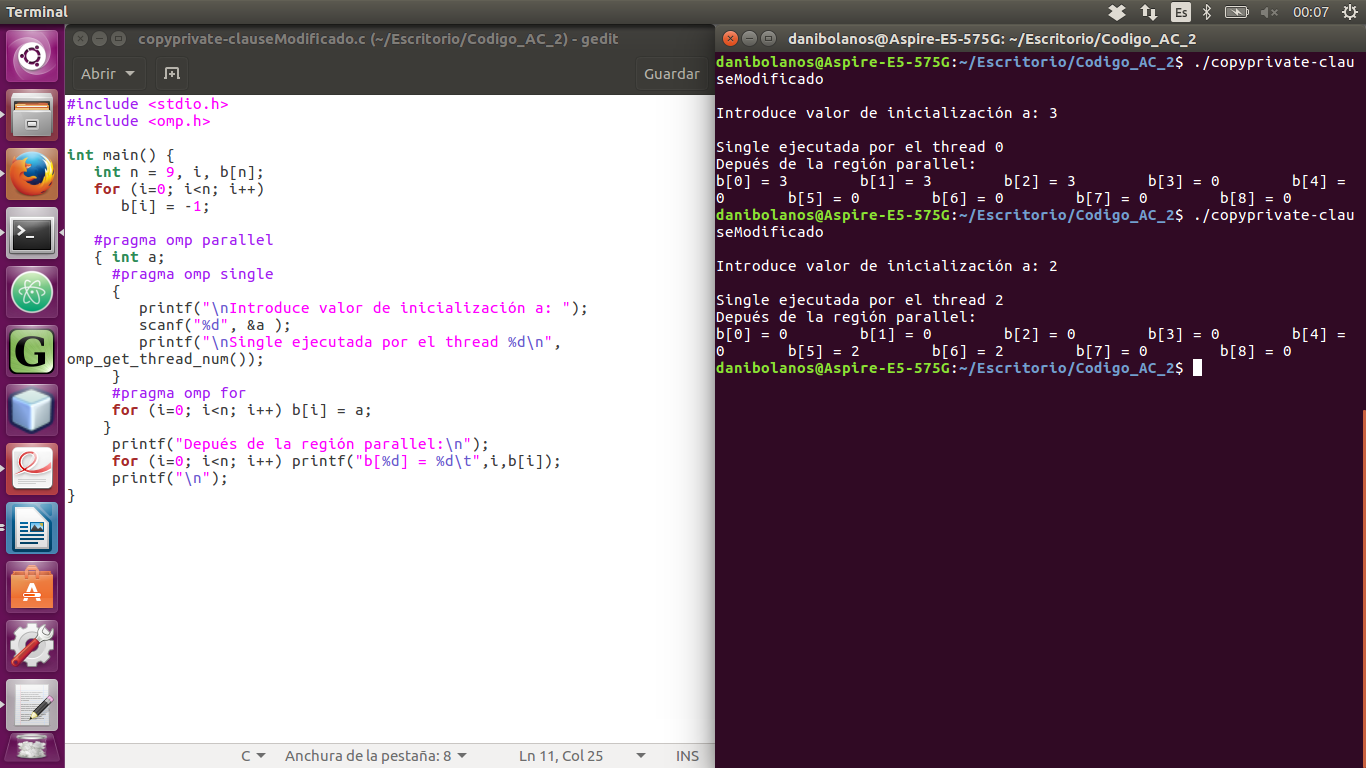 Terminal
Es
00:07
copyprivate-clauseModificado.c (~/Escritorio/Codigo_AC_2) - gedit
Abrir
Guardar
#include <stdio.h>
#include <omp.h>
int main() {
int n = 9, i, b[n];
for (i=0; i<n; i++)
b[i] = -1;
#pragma omp parallel
{ int a;
#pragma omp single
{
printf("\nIntroduce valor de inicialización a: ");
scanf("%d", &a );
printf("\nSingle ejecutada por el thread %d\n",
omp_get_thread_num());
}
#pragma omp for
for (i=0; i<n; i++) b[i] = a;
}
printf("Depués de la región parallel:\n");
for (i=0; i<n; i++) printf("b[%d] = %d\t",i,b[i]);
printf("\n");
}
C
Anchura de la pestaña: 8
Ln 11, Col 25
INS
danibolanos@Aspire-E5-575G: ~/Escritorio/Codigo_AC_2
danibolanos@Aspire-E5-575G:~/Escritorio/Codigo_AC_2$ ./copyprivate-clau
seModificado
Introduce valor de inicialización a: 3
Single ejecutada por el thread 0
Depués de la región parallel:
b[0] = 3 b[1] = 3 b[2] = 3 b[3] = 0 b[4] =
0 b[5] = 0 b[6] = 0 b[7] = 0 b[8] = 0
danibolanos@Aspire-E5-575G:~/Escritorio/Codigo_AC_2$ ./copyprivate-clau
seModificado
Introduce valor de inicialización a: 2
Single ejecutada por el thread 2
Depués de la región parallel:
b[0] = 0 b[1] = 0 b[2] = 0 b[3] = 0 b[4] =
0 b[5] = 2 b[6] = 2 b[7] = 0 b[8] = 0
danibolanos@Aspire-E5-575G:~/Escritorio/Codigo_AC_2$